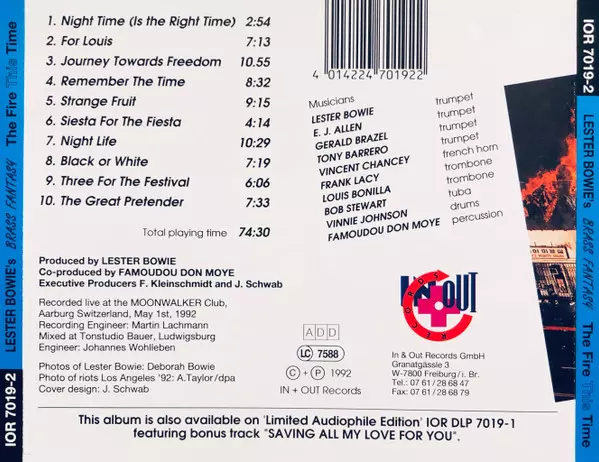 LESTER BOWIE's BRASS FANTASY The Fire This Time
IOR 7019-2
1. Night Time (Is the Right Time) 2:54
2. For Louis 7:13
3. Journey Towards Freedom 10.55
4. Remember The Time 8:32
5. Strange Fruit 9:15
6. Siesta For The Fiesta 4:14
7. Night Life 10:29
8. Black or White 7:19
9. Three For The Festival 6:06
10. The Great Pretender 7:33
Total playing time 74:30
Produced by LESTER BOWIE
Co-produced by FAMOUDOU DON MOYE
Executive Producers F. Kleinschmidt and J. Schwab
Recorded live at the MOONWALKER Club,
Aarburg Switzerland, May 1st, 1992
Recording Engineer: Martin Lachmann
Mixed at Tonstudio Bauer, Ludwigsburg
Engineer: Johannes Wohlleben
Photos of Lester Bowie: Deborah Bowie
Photo of riots Los Angeles '92: A.Taylor/dpa
Cover design: J. Schwab
4 014224 701922
Musicians
LESTER BOWIE trumpet
E. J. ALLEN trumpet
GERALD BRAZEL trumpet
TONY BARRERO trumpet
VINCENT CHANCEY french horn
FRANK LACY trombone
LOUIS BONILLA trombone
BOB STEWART tuba
VINNIE JOHNSON drums
FAMOUDOU DON MOYE percussion
IN+OUT
RECORDS
ADD
LC 7588
C + P 1992
IN + OUT Records
In & Out Records GmbH
Granatgässle 3
W-7800 Freiburg/i. Br.
Tel.: 07 61 / 28 68 47
Fax: 07 61 / 28 68 79
This album is also available on 'Limited Audiophile Edition' IOR DLP 7019-1
featuring bonus track "SAVING ALL MY LOVE FOR YOU".
IOR 7019-2
LESTER BOWIE's BRASS FANTASY The Fire This Time